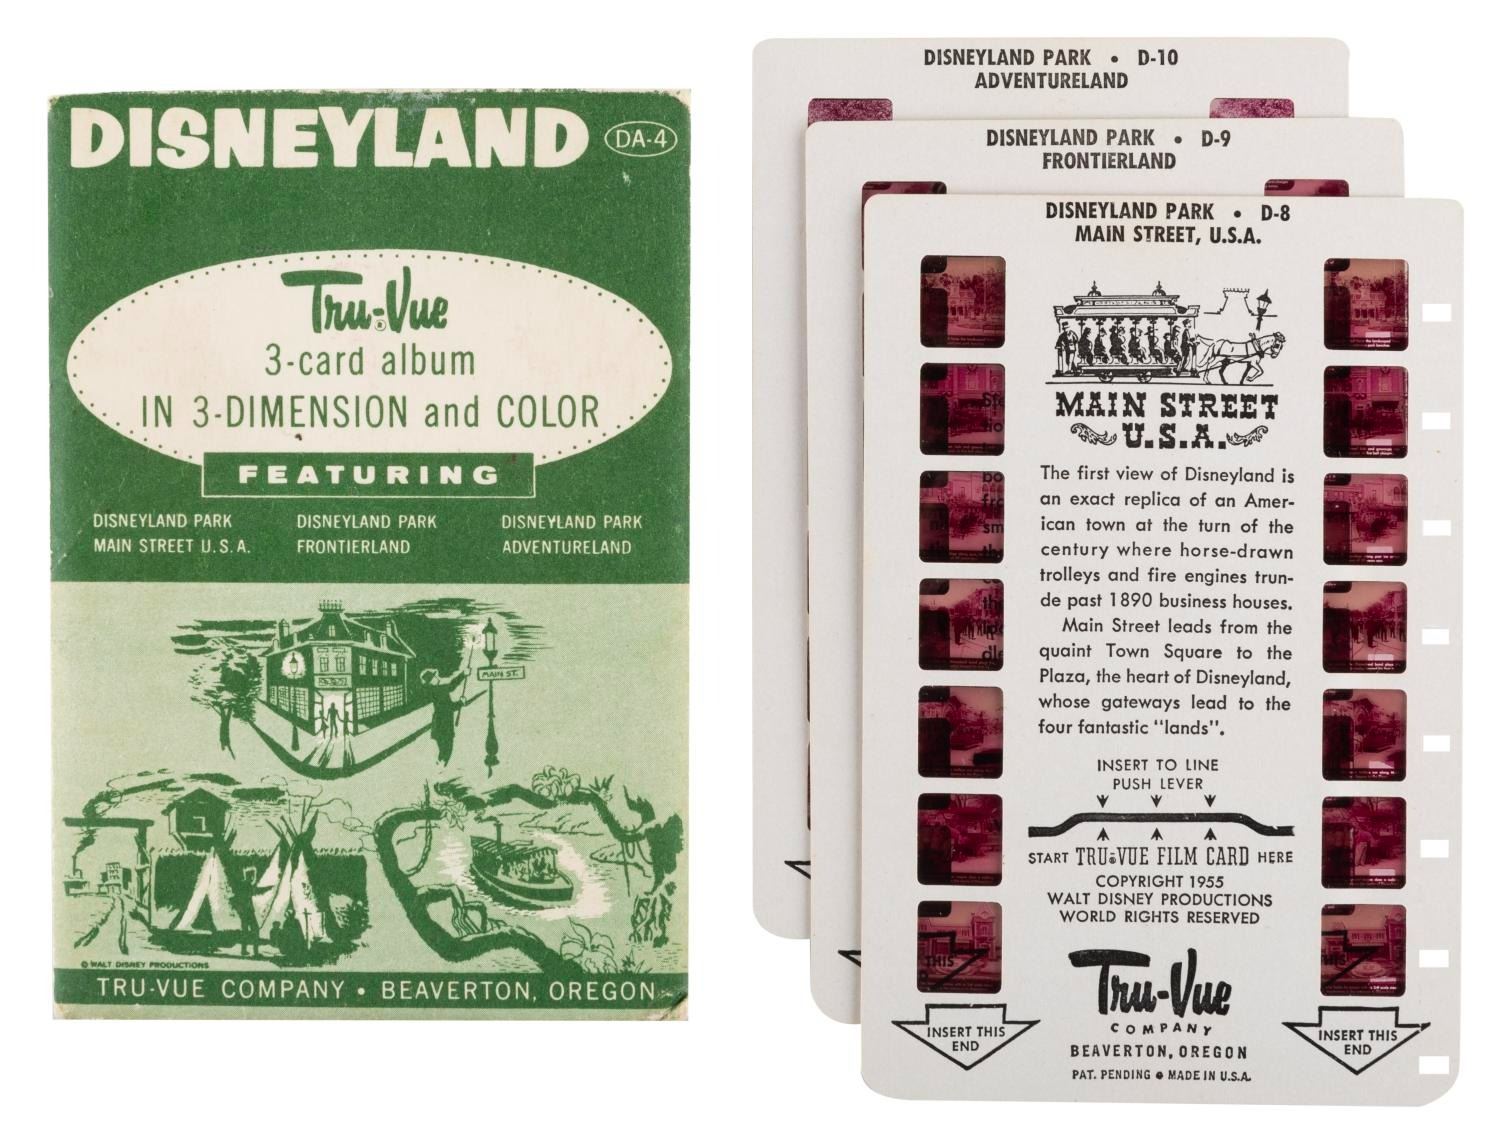 DISNEYLAND DA-4
Tru-Vue®
3-card album
IN 3-DIMENSION and COLOR
FEATURING
DISNEYLAND PARK
MAIN STREET U.S.A.
DISNEYLAND PARK
FRONTIERLAND
DISNEYLAND PARK
ADVENTURELAND
MAIN ST.
© WALT DISNEY PRODUCTIONS
TRU-VUE COMPANY • BEAVERTON, OREGON
DISNEYLAND PARK • D-10
ADVENTURELAND
DISNEYLAND PARK • D-9
FRONTIERLAND
DISNEYLAND PARK • D-8
MAIN STREET, U.S.A.
MAIN STREET
U.S.A.
The first view of Disneyland is
an exact replica of an Amer-
ican town at the turn of the
century where horse-drawn
trolleys and fire engines trun-
de past 1890 business houses.
Main Street leads from the
quaint Town Square to the
Plaza, the heart of Disneyland,
whose gateways lead to the
four fantastic "lands".
INSERT TO LINE
PUSH LEVER
START TRU®VUE FILM CARD HERE
COPYRIGHT 1955
WALT DISNEY PRODUCTIONS
WORLD RIGHTS RESERVED
Tru-Vue
COMPANY
BEAVERTON, OREGON
PAT. PENDING • MADE IN U.S.A.
INSERT THIS
END
INSERT THIS
END